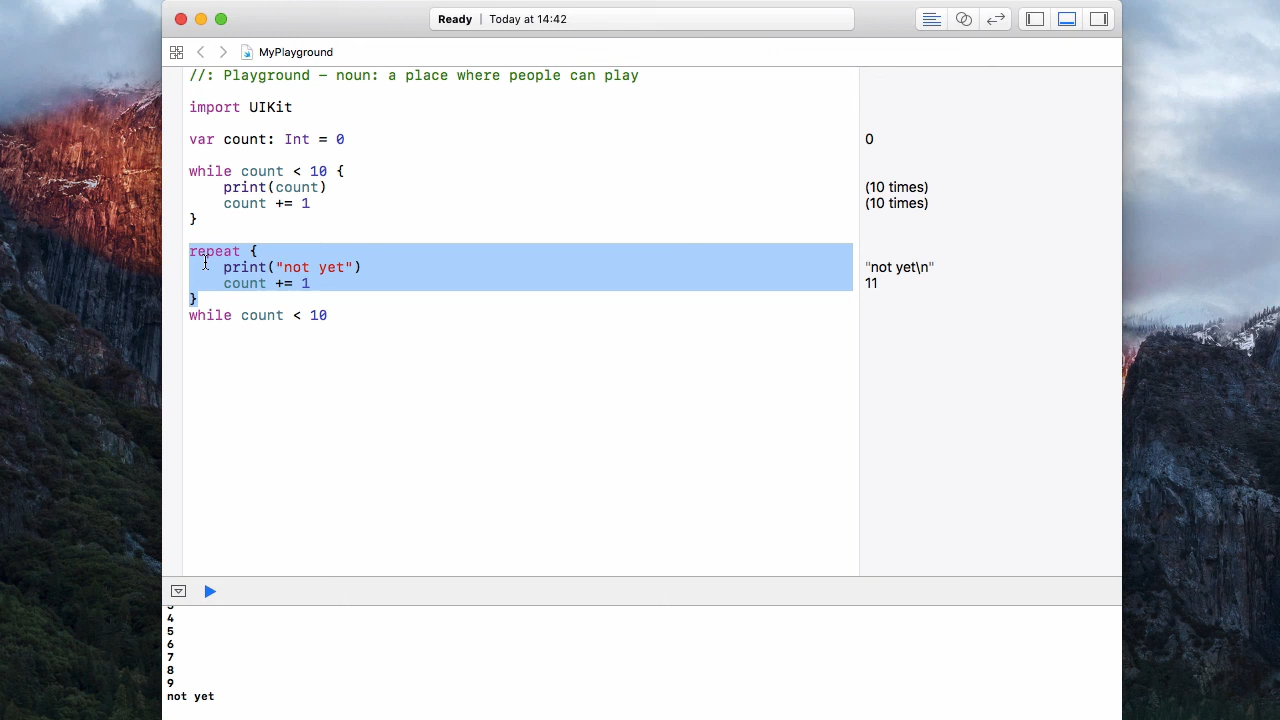 Ready | Today at 14:42
MyPlayground
//: Playground – noun: a place where people can play
import UIKit
var count: Int = 0
0
while count < 10 {
print(count)
(10 times)
count += 1
(10 times)
}
repeat {
print("not yet")
"not yet\n"
count += 1
11
}
while count < 10
4
5
6
7
8
9
not yet